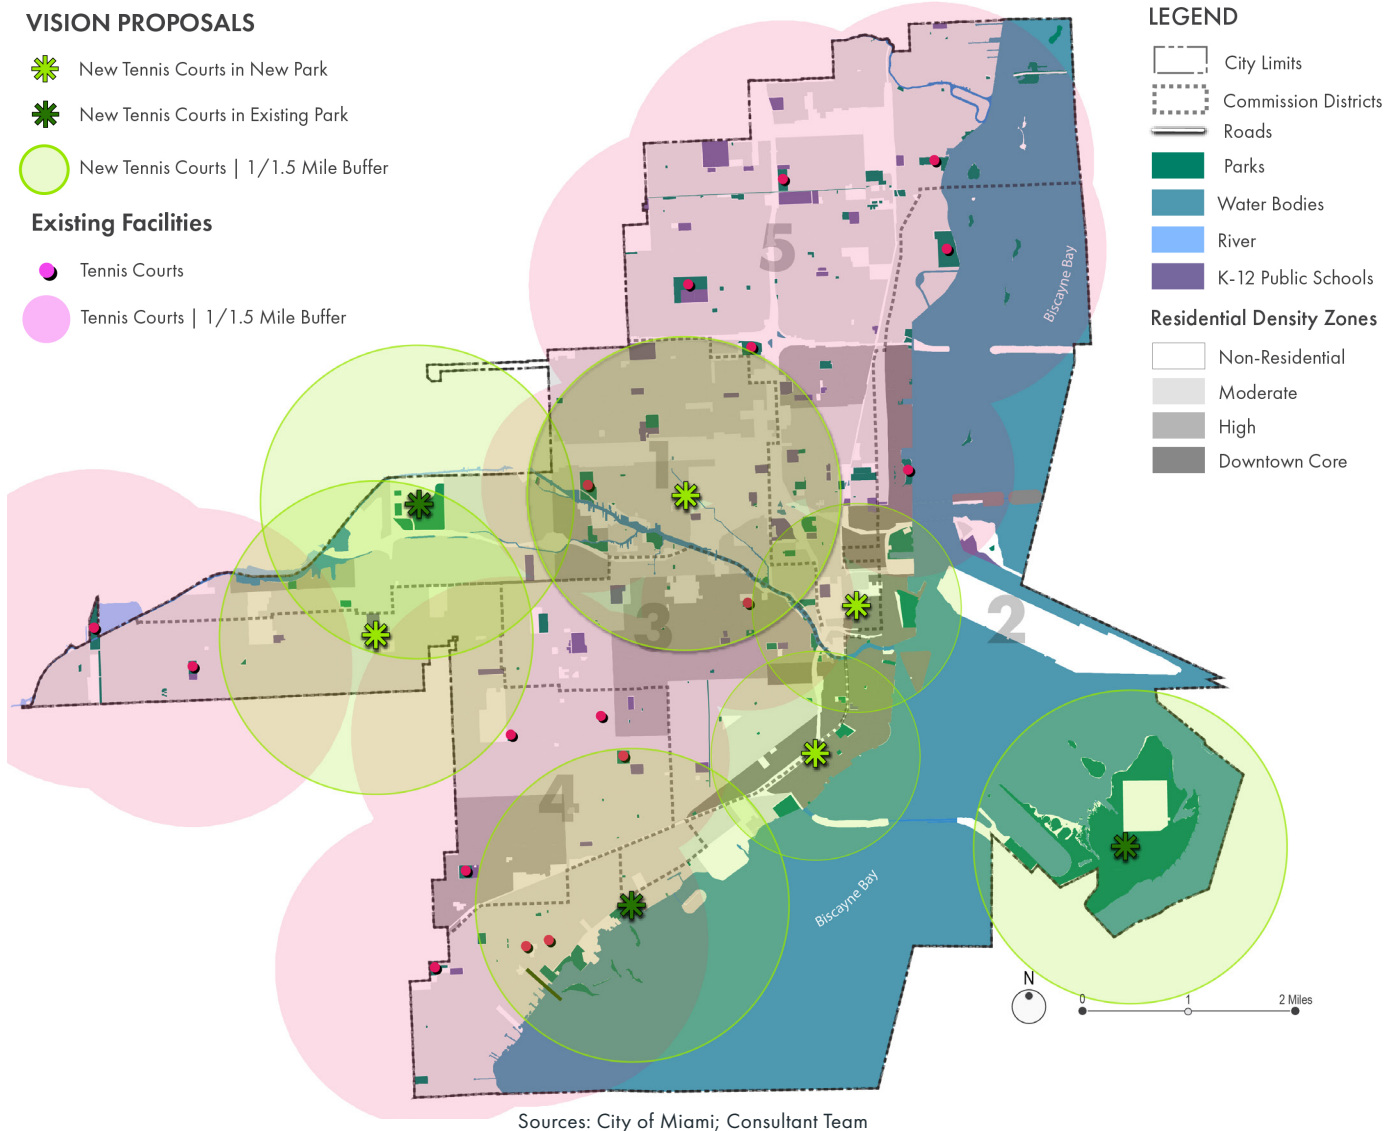 VISION PROPOSALS
New Tennis Courts in New Park
New Tennis Courts in Existing Park
New Tennis Courts | 1/1.5 Mile Buffer
Existing Facilities
Tennis Courts
Tennis Courts | 1/1.5 Mile Buffer
LEGEND
City Limits
Commission Districts
Roads
Parks
Water Bodies
River
K-12 Public Schools
Residential Density Zones
Non-Residential
Moderate
High
Downtown Core
5
Biscayne Bay
1
3
2
4
Biscayne Bay
N
0 1 2 Miles
Sources: City of Miami; Consultant Team